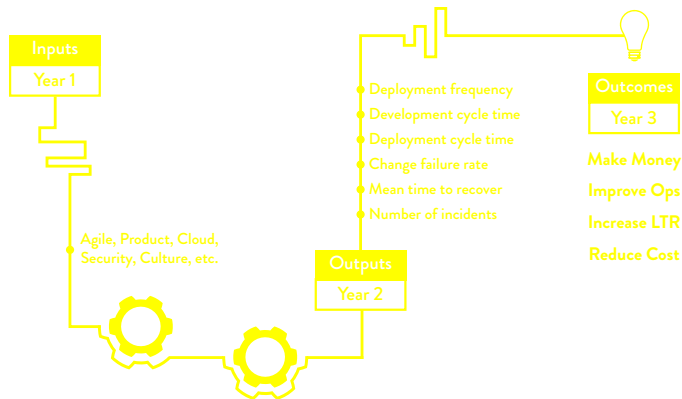 Inputs
Year 1
Agile, Product, Cloud,
Security, Culture, etc.
Deployment frequency
Development cycle time
Deployment cycle time
Change failure rate
Mean time to recover
Number of incidents
Outputs
Year 2
Outcomes
Year 3
Make Money
Improve Ops
Increase LTR
Reduce Cost